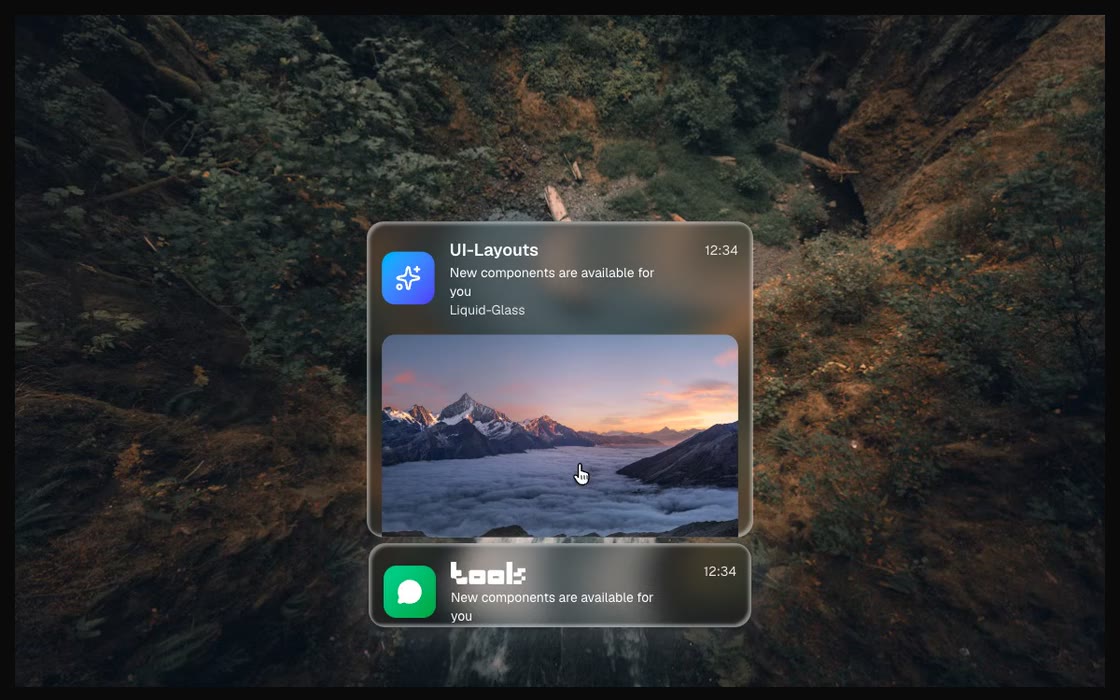 UI-Layouts
12:34
New components are available for
you
Liquid-Glass
tools
12:34
New components are available for
you